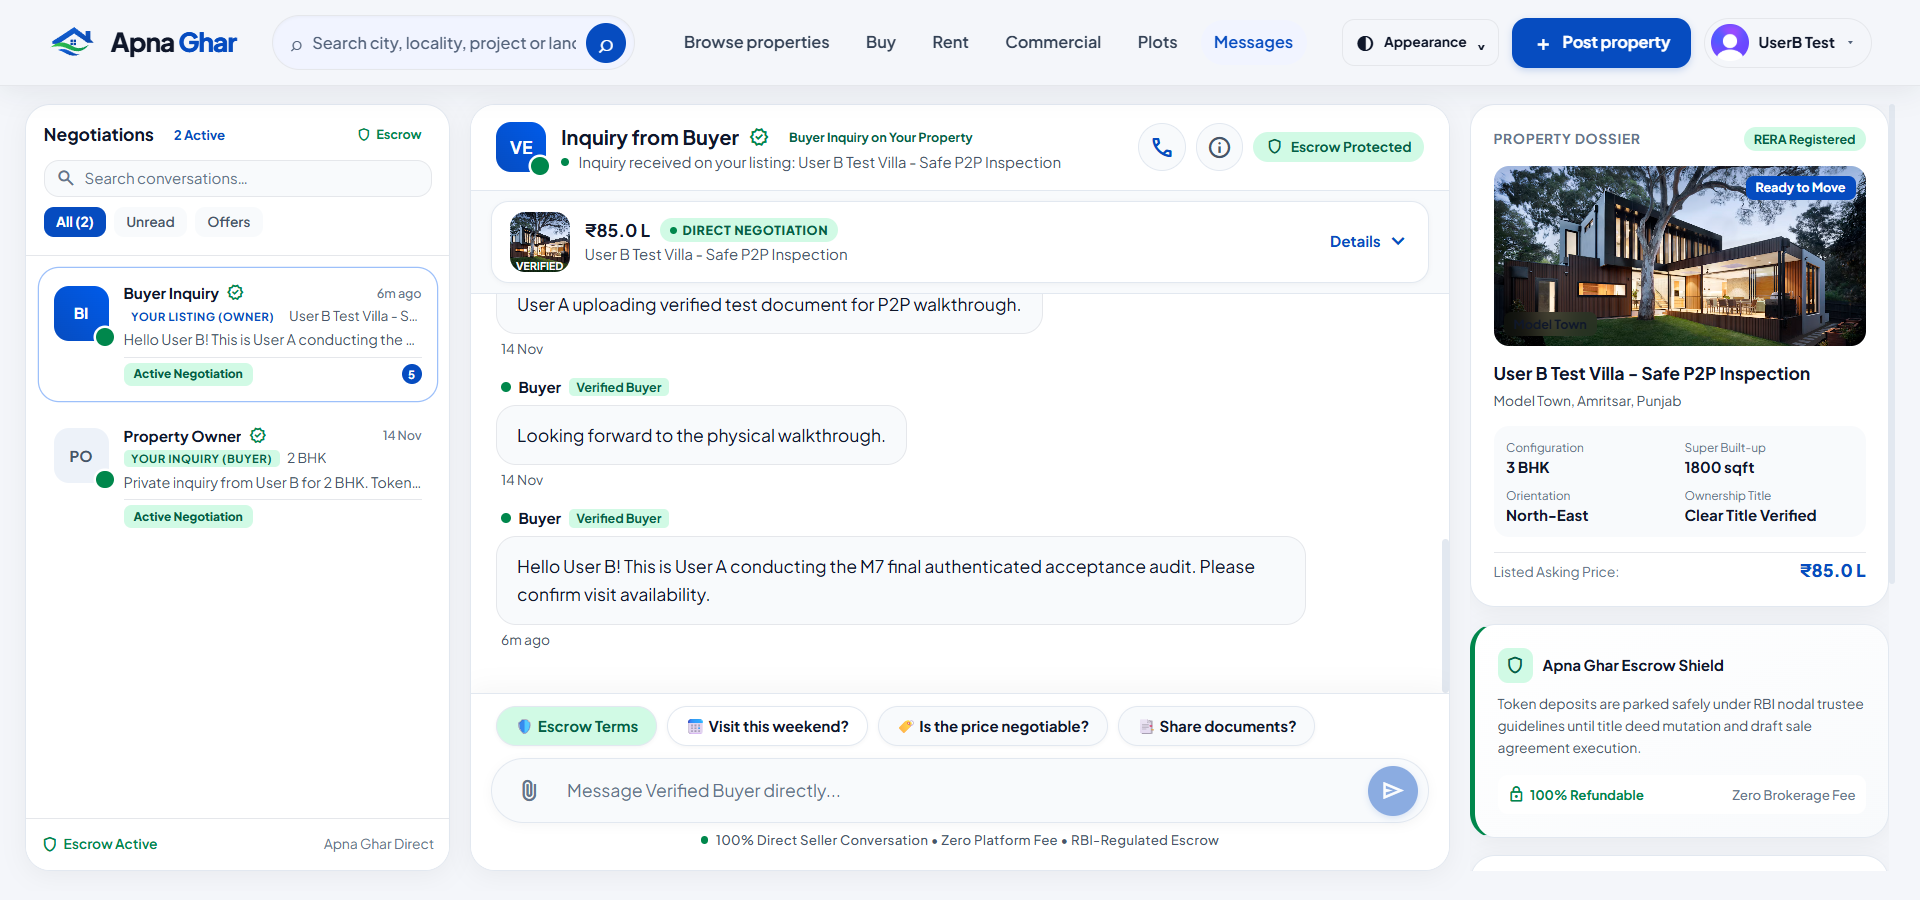 Apna Ghar
Search city, locality, project or land
Browse properties
Buy
Rent
Commercial
Plots
Messages
Appearance
+ Post property
UserB Test
Negotiations
2 Active
Escrow
Search conversations...
All (2)
Unread
Offers
BI
Buyer Inquiry
6m ago
YOUR LISTING (OWNER)
User B Test Villa - S...
Hello User B! This is User A conducting the ...
Active Negotiation
5
PO
Property Owner
14 Nov
YOUR INQUIRY (BUYER)
2 BHK
Private inquiry from User B for 2 BHK. Token...
Active Negotiation
Escrow Active
Apna Ghar Direct
VE
Inquiry from Buyer
Buyer Inquiry on Your Property
Inquiry received on your listing: User B Test Villa - Safe P2P Inspection
Escrow Protected
VERIFIED
₹85.0 L
DIRECT NEGOTIATION
User B Test Villa - Safe P2P Inspection
Details
User A uploading verified test document for P2P walkthrough.
14 Nov
Buyer
Verified Buyer
Looking forward to the physical walkthrough.
14 Nov
Buyer
Verified Buyer
Hello User B! This is User A conducting the M7 final authenticated acceptance audit. Please
confirm visit availability.
6m ago
Escrow Terms
Visit this weekend?
Is the price negotiable?
Share documents?
Message Verified Buyer directly...
100% Direct Seller Conversation • Zero Platform Fee • RBI-Regulated Escrow
PROPERTY DOSSIER
RERA Registered
Ready to Move
Model Town
User B Test Villa - Safe P2P Inspection
Model Town, Amritsar, Punjab
Configuration
3 BHK
Super Built-up
1800 sqft
Orientation
North-East
Ownership Title
Clear Title Verified
Listed Asking Price:
₹85.0 L
Apna Ghar Escrow Shield
Token deposits are parked safely under RBI nodal trustee
guidelines until title deed mutation and draft sale
agreement execution.
100% Refundable
Zero Brokerage Fee